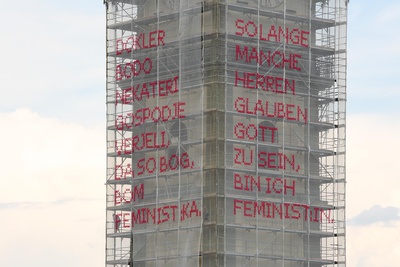 DOKLER
BODO
NEKATERI
GOSPODJE
VERJELI,
DA SO BOG,
BOM
FEMINISTKA.
SOLANGE
MANCHE
HERREN
GLAUBEN
GOTT
ZU SEIN,
BIN ICH
FEMINISTIN.